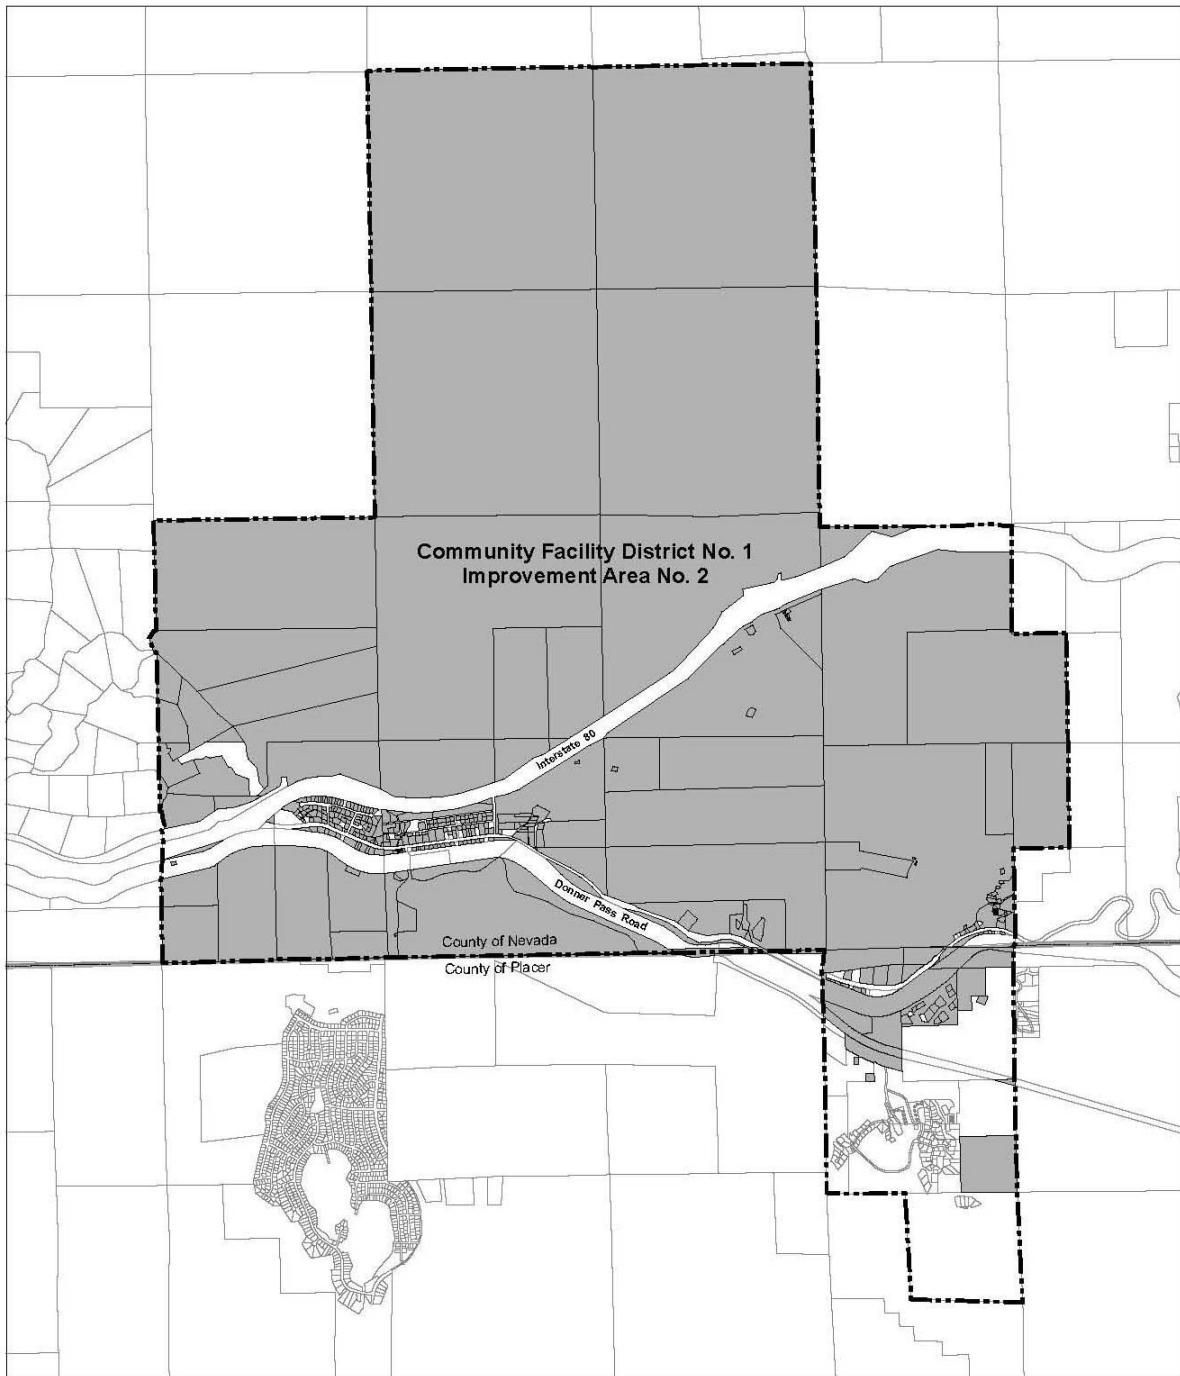 Community Facility District No. 1
Improvement Area No. 2
Interstate 80
Donner Pass Road
County of Nevada
County of Placer